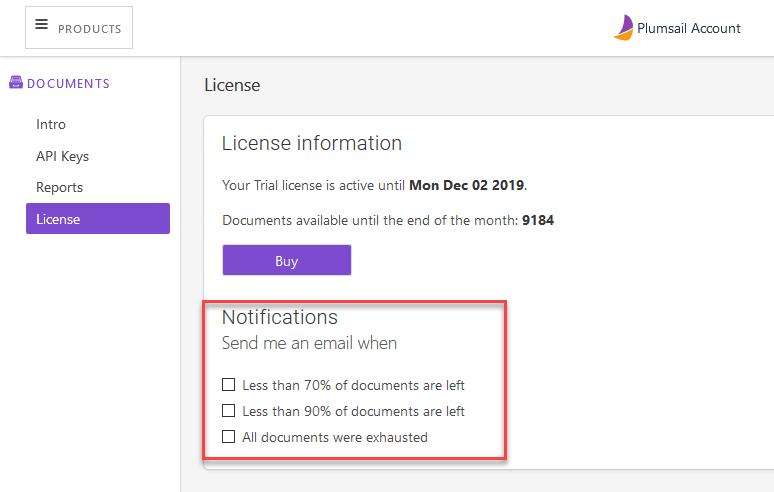 PRODUCTS
Plumsail Account
DOCUMENTS
Intro
API Keys
Reports
License
License
License information
Your Trial license is active until Mon Dec 02 2019.
Documents available until the end of the month: 9184
Buy
Notifications
Send me an email when
Less than 70% of documents are left
Less than 90% of documents are left
All documents were exhausted